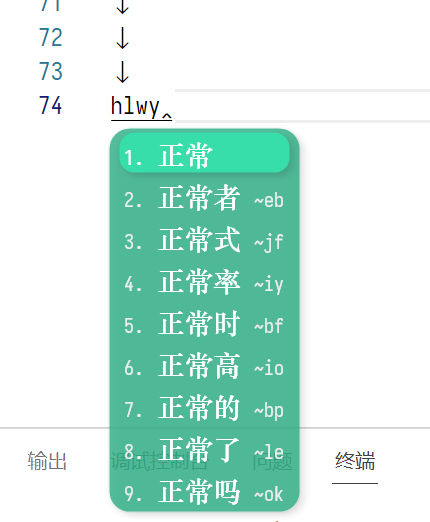 71 ↓
72 ↓
73 ↓
74 hlwy‸
1. 正常
2. 正常者 ~eb
3. 正常式 ~jf
4. 正常率 ~iy
5. 正常时 ~bf
6. 正常高 ~io
7. 正常的 ~bp
8. 正常了 ~le
9. 正常吗 ~ok
输出 调试控制台 问题 终端